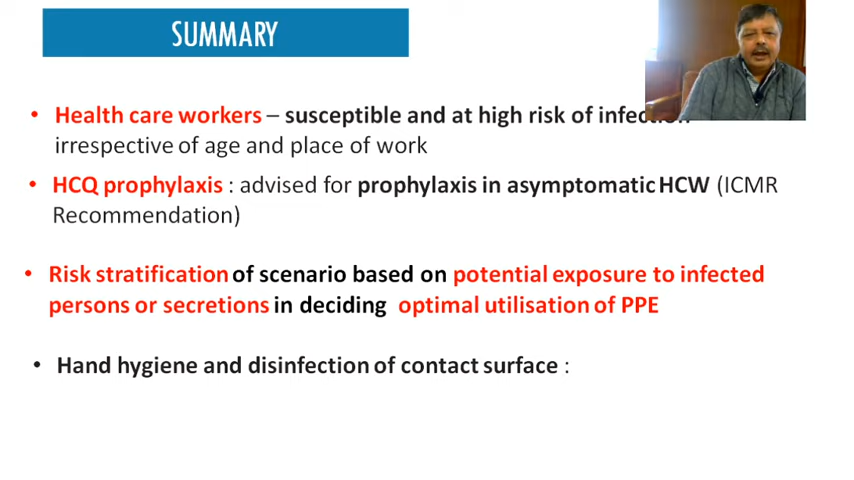 SUMMARY
• Health care workers – susceptible and at high risk of infection
irrespective of age and place of work
• HCQ prophylaxis : advised for prophylaxis in asymptomatic HCW (ICMR
Recommendation)
• Risk stratification of scenario based on potential exposure to infected
persons or secretions in deciding optimal utilisation of PPE
• Hand hygiene and disinfection of contact surface :